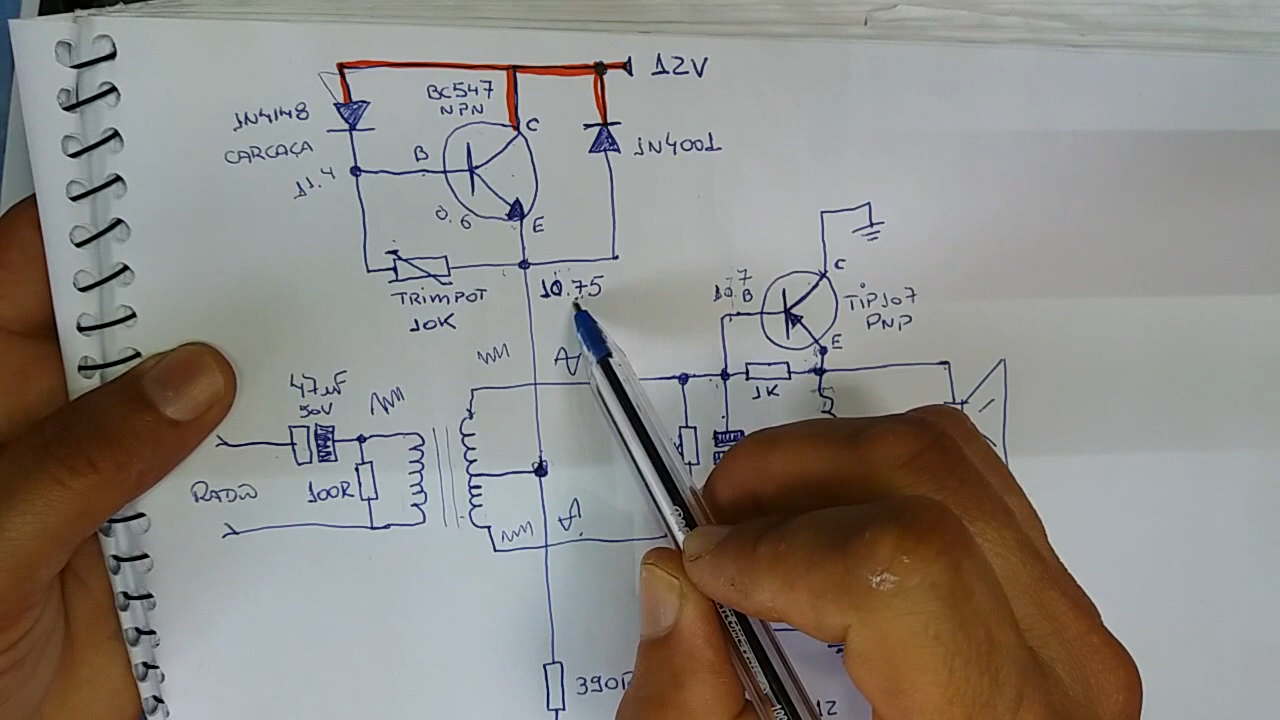 12V
BC547
NPN
C
1N4148
CARCAÇA
11.4
B
1N4001
0.6
E
10.75
TRIMPOT
10K
10.7
B
C
TIP107
PNP
E
1K
47uF
50V
RADIO
100R
390R
12